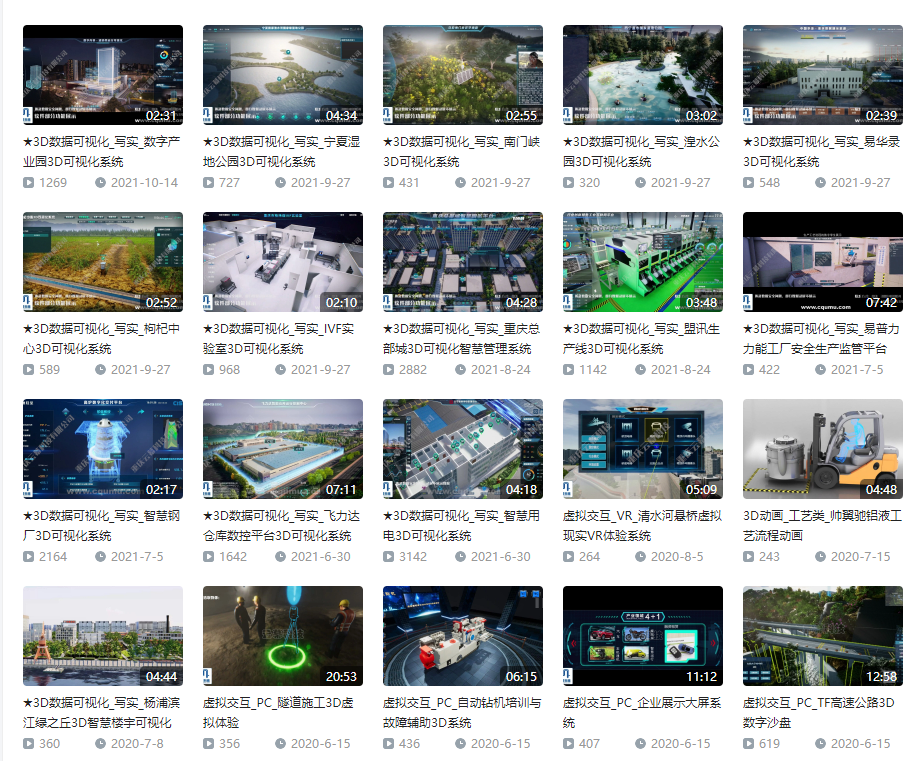 02:31
04:34
02:55
03:02
02:39
★3D数据可视化_写实_数字产
业园3D可视化系统
1269 2021-10-14
★3D数据可视化_写实_宁夏湿
地公园3D可视化系统
727 2021-9-27
★3D数据可视化_写实_南门峡
3D可视化系统
431 2021-9-27
★3D数据可视化_写实_湟水公
园3D可视化系统
320 2021-9-27
★3D数据可视化_写实_易华录
3D可视化系统
548 2021-9-27
02:52
02:10
04:28
03:48
www.cqumu.com
07:42
★3D数据可视化_写实_枸杞中
心3D可视化系统
589 2021-9-27
★3D数据可视化_写实_IVF实
验室3D可视化系统
968 2021-9-27
★3D数据可视化_写实_重庆总
部城3D可视化智慧管理系统
2882 2021-8-24
★3D数据可视化_写实_盟讯生
产线3D可视化系统
1142 2021-8-24
★3D数据可视化_写实_易普力
力能工厂安全生产监管平台
422 2021-7-5
www.cqumu.com
02:17
07:11
04:18
05:09
04:48
★3D数据可视化_写实_智慧钢
厂3D可视化系统
2164 2021-7-5
★3D数据可视化_写实_飞力达
仓库数控平台3D可视化系统
1642 2021-6-30
★3D数据可视化_写实_智慧用
电3D可视化系统
3142 2021-6-30
虚拟交互_VR_清水河悬桥虚拟
现实VR体验系统
264 2020-8-5
3D动画_工艺类_帅翼驰铝液工
艺流程动画
243 2020-7-15
04:44
20:53
06:15
产业赋能 4+1
11:12
12:58
★3D数据可视化_写实_杨浦滨
江绿之丘3D智慧楼宇可视化
360 2020-7-8
虚拟交互_PC_隧道施工3D虚
拟体验
356 2020-6-15
虚拟交互_PC_自动钻机培训与
故障辅助3D系统
436 2020-6-15
虚拟交互_PC_企业展示大屏系
统
407 2020-6-15
虚拟交互_PC_TF高速公路3D
数字沙盘
619 2020-6-15